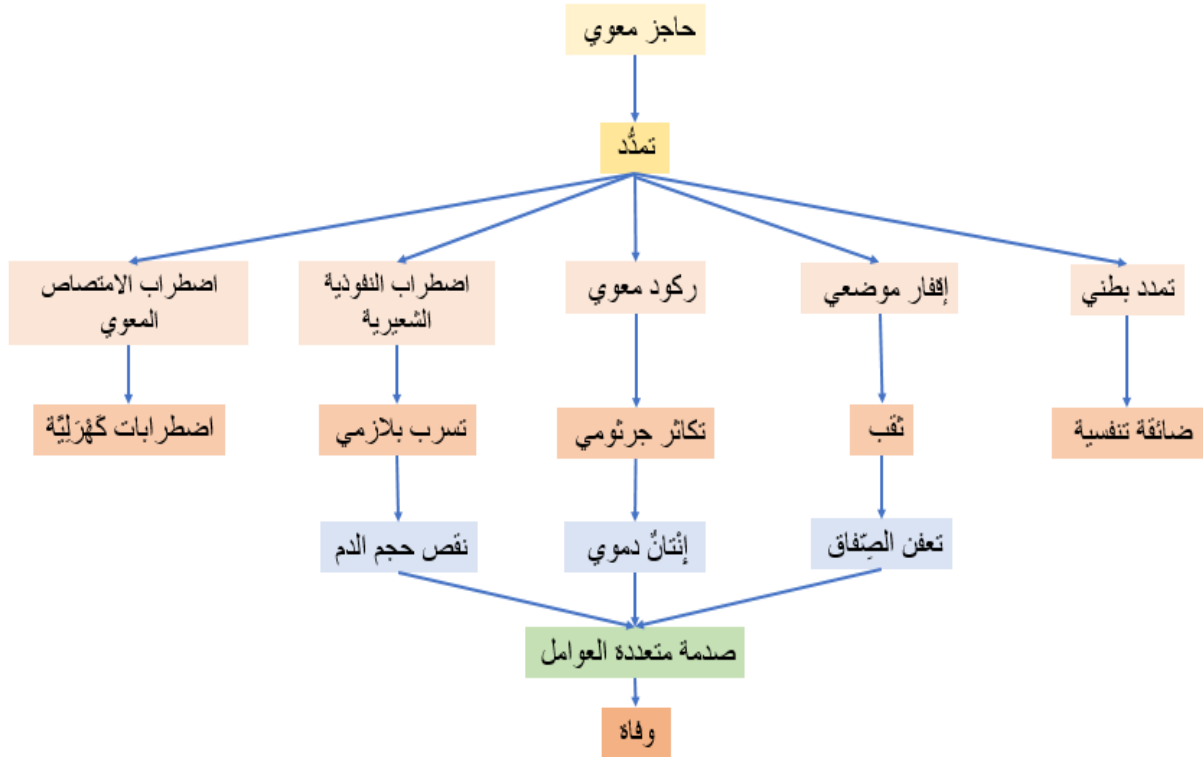 حاجز معوي
تمدُّد
تمدد بطني
إقفار موضعي
ركود معوي
اضطراب النفوذية
الشعيرية
اضطراب الامتصاص
المعوي
ضائقة تنفسية
ثقب
تكاثر جرثومي
تسرب بلازمي
اضطرابات كَهْرَلِيَّة
تعفن الصِّفاق
إنْتانٌ دموي
نقص حجم الدم
صدمة متعددة العوامل
وفاة